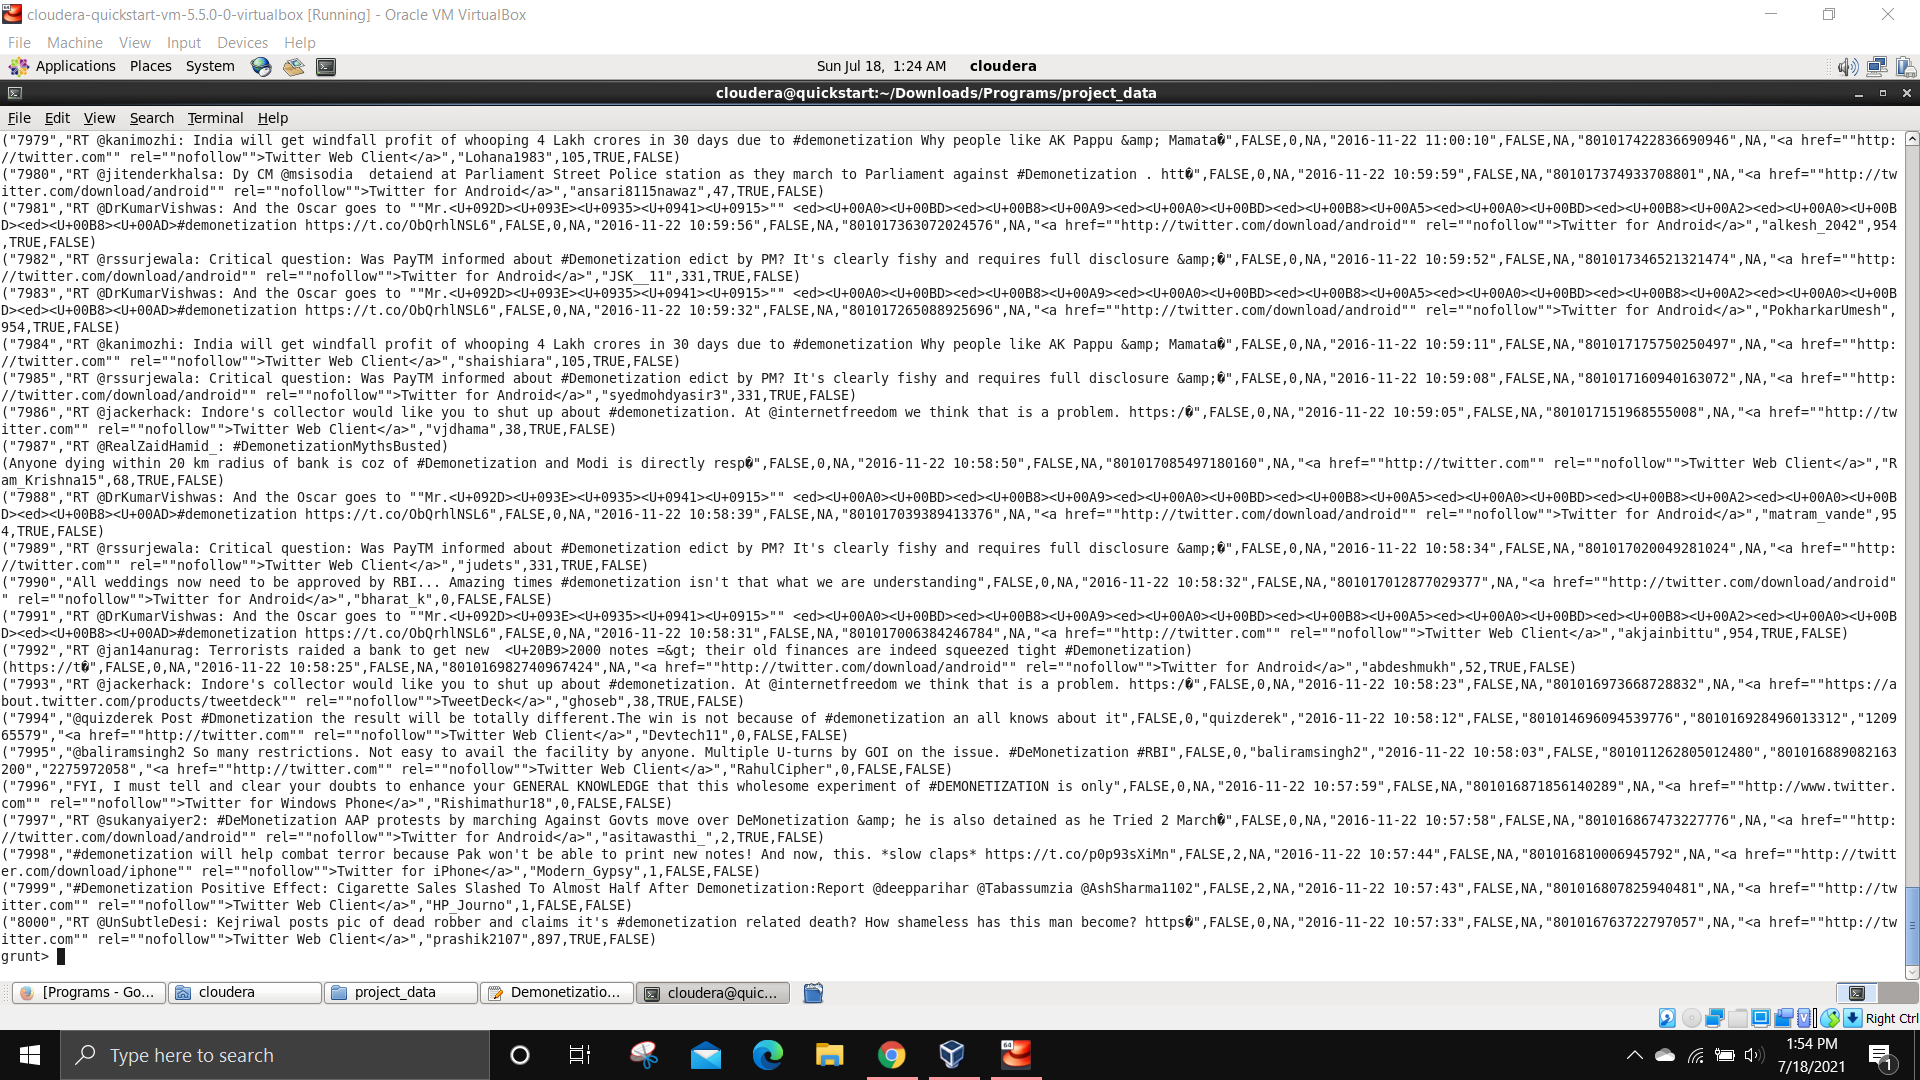 cloudera-quickstart-vm-5.5.0-0-virtualbox [Running] - Oracle VM VirtualBox
File Machine View Input Devices Help
Applications Places System Sun Jul 18, 1:24 AM cloudera
cloudera@quickstart:~/Downloads/Programs/project_data
File Edit View Search Terminal Help
("7979","RT @kanimozhi: India will get windfall profit of whooping 4 Lakh crores in 30 days due to #demonetization Why people like AK Pappu &amp; Mamata�",FALSE,0,NA,"2016-11-22 11:00:10",FALSE,NA,"801017422836690946",NA,"<a href=""http:
//twitter.com"" rel=""nofollow"">Twitter Web Client</a>","Lohana1983",105,TRUE,FALSE)
("7980","RT @jitenderkhalsa: Dy CM @msisodia  detaiend at Parliament Street Police station as they march to Parliament against #Demonetization . htt�",FALSE,0,NA,"2016-11-22 10:59:59",FALSE,NA,"801017374933708801",NA,"<a href=""http://tw
itter.com/download/android"" rel=""nofollow"">Twitter for Android</a>","ansari8115nawaz",47,TRUE,FALSE)
("7981","RT @DrKumarVishwas: And the Oscar goes to ""Mr.<U+092D><U+093E><U+0935><U+0941><U+0915>"" <ed><U+00A0><U+00BD><ed><U+00B8><U+00A9><ed><U+00A0><U+00BD><ed><U+00B8><U+00A5><ed><U+00A0><U+00BD><ed><U+00B8><U+00A2><ed><U+00A0><U+00B
D><ed><U+00B8><U+00AD>#demonetization https://t.co/ObQrhlNSL6",FALSE,0,NA,"2016-11-22 10:59:56",FALSE,NA,"801017363072024576",NA,"<a href=""http://twitter.com/download/android"" rel=""nofollow"">Twitter for Android</a>","alkesh_2042",954
,TRUE,FALSE)
("7982","RT @rssurjewala: Critical question: Was PayTM informed about #Demonetization edict by PM? It's clearly fishy and requires full disclosure &amp;�",FALSE,0,NA,"2016-11-22 10:59:52",FALSE,NA,"801017346521321474",NA,"<a href=""http:
//twitter.com/download/android"" rel=""nofollow"">Twitter for Android</a>","JSK__11",331,TRUE,FALSE)
("7983","RT @DrKumarVishwas: And the Oscar goes to ""Mr.<U+092D><U+093E><U+0935><U+0941><U+0915>"" <ed><U+00A0><U+00BD><ed><U+00B8><U+00A9><ed><U+00A0><U+00BD><ed><U+00B8><U+00A5><ed><U+00A0><U+00BD><ed><U+00B8><U+00A2><ed><U+00A0><U+00B
D><ed><U+00B8><U+00AD>#demonetization https://t.co/ObQrhlNSL6",FALSE,0,NA,"2016-11-22 10:59:32",FALSE,NA,"801017265088925696",NA,"<a href=""http://twitter.com/download/android"" rel=""nofollow"">Twitter for Android</a>","PokharkarUmesh",
954,TRUE,FALSE)
("7984","RT @kanimozhi: India will get windfall profit of whooping 4 Lakh crores in 30 days due to #demonetization Why people like AK Pappu &amp; Mamata�",FALSE,0,NA,"2016-11-22 10:59:11",FALSE,NA,"801017175750250497",NA,"<a href=""http:
//twitter.com"" rel=""nofollow"">Twitter Web Client</a>","shaishiara",105,TRUE,FALSE)
("7985","RT @rssurjewala: Critical question: Was PayTM informed about #Demonetization edict by PM? It's clearly fishy and requires full disclosure &amp;�",FALSE,0,NA,"2016-11-22 10:59:08",FALSE,NA,"801017160940163072",NA,"<a href=""http:
//twitter.com/download/android"" rel=""nofollow"">Twitter for Android</a>","syedmohdyasir3",331,TRUE,FALSE)
("7986","RT @jackerhack: Indore's collector would like you to shut up about #demonetization. At @internetfreedom we think that is a problem. https:/�",FALSE,0,NA,"2016-11-22 10:59:05",FALSE,NA,"801017151968555008",NA,"<a href=""http://tw
itter.com"" rel=""nofollow"">Twitter Web Client</a>","vjdhama",38,TRUE,FALSE)
("7987","RT @RealZaidHamid_: #DemonetizationMythsBusted)
(Anyone dying within 20 km radius of bank is coz of #Demonetization and Modi is directly resp�",FALSE,0,NA,"2016-11-22 10:58:50",FALSE,NA,"801017085497180160",NA,"<a href=""http://twitter.com"" rel=""nofollow"">Twitter Web Client</a>","R
am_Krishna15",68,TRUE,FALSE)
("7988","RT @DrKumarVishwas: And the Oscar goes to ""Mr.<U+092D><U+093E><U+0935><U+0941><U+0915>"" <ed><U+00A0><U+00BD><ed><U+00B8><U+00A9><ed><U+00A0><U+00BD><ed><U+00B8><U+00A5><ed><U+00A0><U+00BD><ed><U+00B8><U+00A2><ed><U+00A0><U+00B
D><ed><U+00B8><U+00AD>#demonetization https://t.co/ObQrhlNSL6",FALSE,0,NA,"2016-11-22 10:58:39",FALSE,NA,"801017039389413376",NA,"<a href=""http://twitter.com/download/android"" rel=""nofollow"">Twitter for Android</a>","matram_vande",95
4,TRUE,FALSE)
("7989","RT @rssurjewala: Critical question: Was PayTM informed about #Demonetization edict by PM? It's clearly fishy and requires full disclosure &amp;�",FALSE,0,NA,"2016-11-22 10:58:34",FALSE,NA,"801017020049281024",NA,"<a href=""http:
//twitter.com"" rel=""nofollow"">Twitter Web Client</a>","judets",331,TRUE,FALSE)
("7990","All weddings now need to be approved by RBI... Amazing times #demonetization isn't that what we are understanding",FALSE,0,NA,"2016-11-22 10:58:32",FALSE,NA,"801017012877029377",NA,"<a href=""http://twitter.com/download/android"
" rel=""nofollow"">Twitter for Android</a>","bharat_k",0,FALSE,FALSE)
("7991","RT @DrKumarVishwas: And the Oscar goes to ""Mr.<U+092D><U+093E><U+0935><U+0941><U+0915>"" <ed><U+00A0><U+00BD><ed><U+00B8><U+00A9><ed><U+00A0><U+00BD><ed><U+00B8><U+00A5><ed><U+00A0><U+00BD><ed><U+00B8><U+00A2><ed><U+00A0><U+00B
D><ed><U+00B8><U+00AD>#demonetization https://t.co/ObQrhlNSL6",FALSE,0,NA,"2016-11-22 10:58:31",FALSE,NA,"801017006384246784",NA,"<a href=""http://twitter.com"" rel=""nofollow"">Twitter Web Client</a>","akjainbittu",954,TRUE,FALSE)
("7992","RT @jan14anurag: Terrorists raided a bank to get new  <U+20B9>2000 notes =&gt; their old finances are indeed squeezed tight #Demonetization)
(https://t�",FALSE,0,NA,"2016-11-22 10:58:25",FALSE,NA,"801016982740967424",NA,"<a href=""http://twitter.com/download/android"" rel=""nofollow"">Twitter for Android</a>","abdeshmukh",52,TRUE,FALSE)
("7993","RT @jackerhack: Indore's collector would like you to shut up about #demonetization. At @internetfreedom we think that is a problem. https:/�",FALSE,0,NA,"2016-11-22 10:58:23",FALSE,NA,"801016973668728832",NA,"<a href=""https://a
bout.twitter.com/products/tweetdeck"" rel=""nofollow"">TweetDeck</a>","ghoseb",38,TRUE,FALSE)
("7994","@quizderek Post #Dmonetization the result will be totally different.The win is not because of #demonetization an all knows about it",FALSE,0,"quizderek","2016-11-22 10:58:12",FALSE,"801014696094539776","801016928496013312","1209
65579","<a href=""http://twitter.com"" rel=""nofollow"">Twitter Web Client</a>","Devtech11",0,FALSE,FALSE)
("7995","@baliramsingh2 So many restrictions. Not easy to avail the facility by anyone. Multiple U-turns by GOI on the issue. #DeMonetization #RBI",FALSE,0,"baliramsingh2","2016-11-22 10:58:03",FALSE,"801011262805012480","801016889082163
200","2275972058","<a href=""http://twitter.com"" rel=""nofollow"">Twitter Web Client</a>","RahulCipher",0,FALSE,FALSE)
("7996","FYI, I must tell and clear your doubts to enhance your GENERAL KNOWLEDGE that this wholesome experiment of #DEMONETIZATION is only",FALSE,0,NA,"2016-11-22 10:57:59",FALSE,NA,"801016871856140289",NA,"<a href=""http://www.twitter.
com"" rel=""nofollow"">Twitter for Windows Phone</a>","Rishimathur18",0,FALSE,FALSE)
("7997","RT @sukanyaiyer2: #DeMonetization AAP protests by marching Against Govts move over DeMonetization &amp; he is also detained as he Tried 2 March�",FALSE,0,NA,"2016-11-22 10:57:58",FALSE,NA,"801016867473227776",NA,"<a href=""http:
//twitter.com/download/android"" rel=""nofollow"">Twitter for Android</a>","asitawasthi_",2,TRUE,FALSE)
("7998","#demonetization will help combat terror because Pak won't be able to print new notes! And now, this. *slow claps* https://t.co/p0p93sXiMn",FALSE,2,NA,"2016-11-22 10:57:44",FALSE,NA,"801016810006945792",NA,"<a href=""http://twitt
er.com/download/iphone"" rel=""nofollow"">Twitter for iPhone</a>","Modern_Gypsy",1,FALSE,FALSE)
("7999","#Demonetization Positive Effect: Cigarette Sales Slashed To Almost Half After Demonetization:Report @deepparihar @Tabassumzia @AshSharma1102",FALSE,2,NA,"2016-11-22 10:57:43",FALSE,NA,"801016807825940481",NA,"<a href=""http://tw
itter.com"" rel=""nofollow"">Twitter Web Client</a>","HP_Journo",1,FALSE,FALSE)
("8000","RT @UnSubtleDesi: Kejriwal posts pic of dead robber and claims it's #demonetization related death? How shameless has this man become? https�",FALSE,0,NA,"2016-11-22 10:57:33",FALSE,NA,"801016763722797057",NA,"<a href=""http://tw
itter.com"" rel=""nofollow"">Twitter Web Client</a>","prashik2107",897,TRUE,FALSE)
grunt>
[Programs - Go... cloudera project_data Demonetizatio... cloudera@quic...
Right Ctrl
Type here to search
1:54 PM
7/18/2021
1